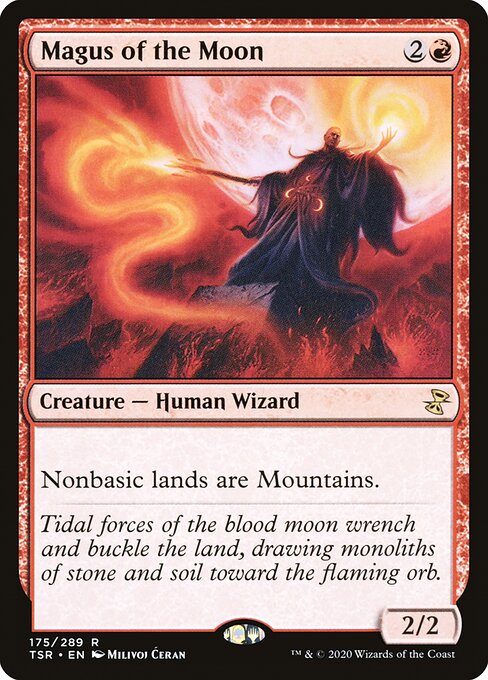 Magus of the Moon 2
Creature — Human Wizard
Nonbasic lands are Mountains.
Tidal forces of the blood moon wrench
and buckle the land, drawing monoliths
of stone and soil toward the flaming orb.
2/2
175/289 R
TSR • EN MILIVOJ ĆERAN
™ & © 2020 Wizards of the Coast